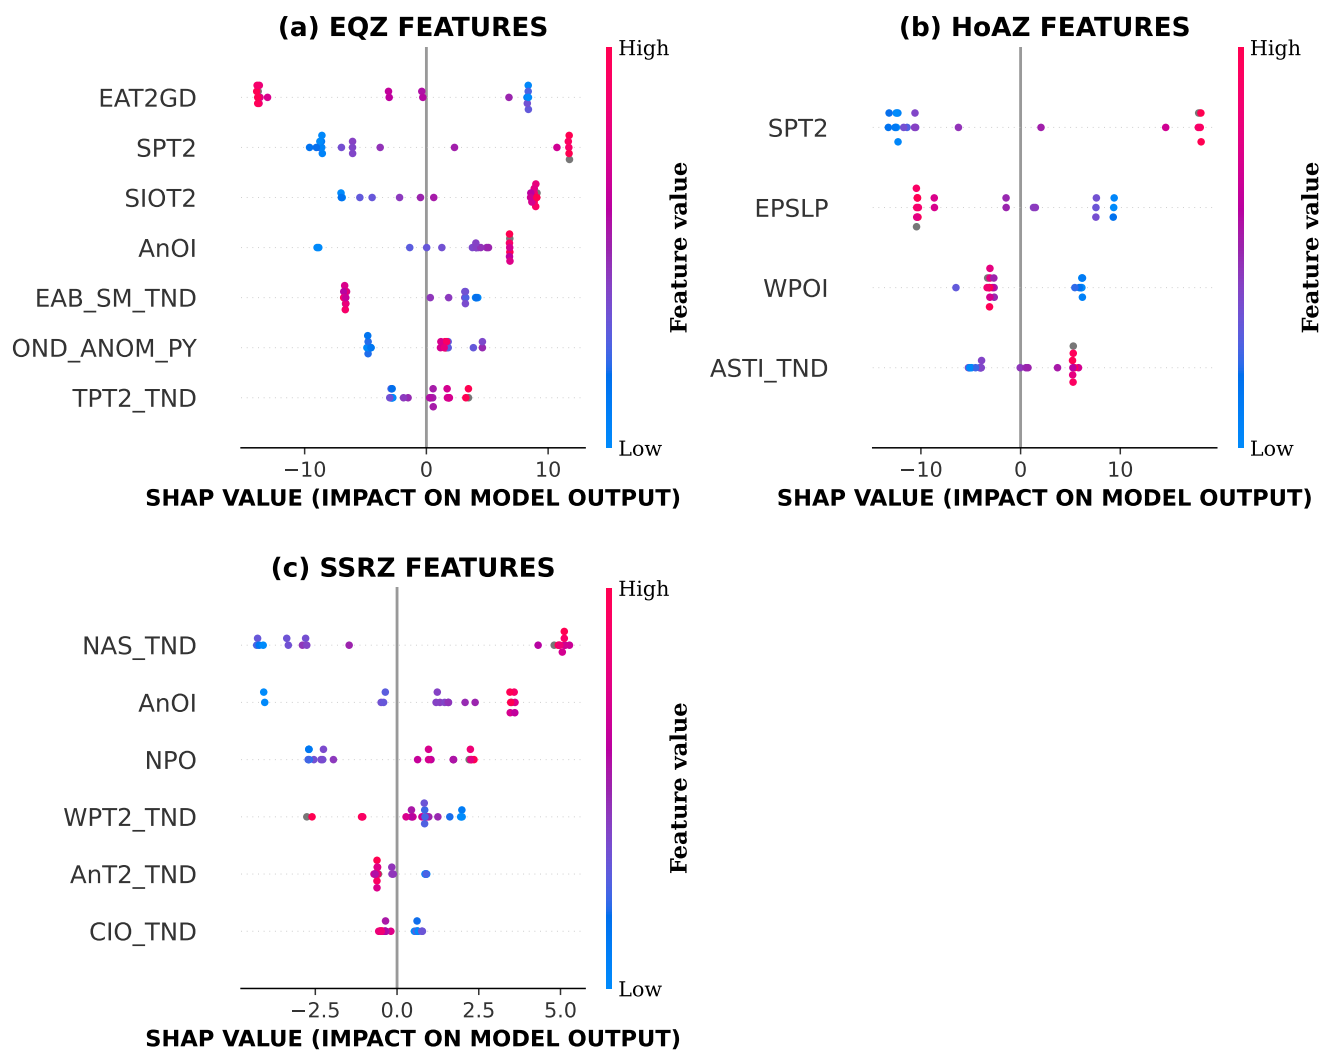 (a) EQZ FEATURES
High
EAT2GD
SPT2
SIOT2
AnOI
EAB_SM_TND
OND_ANOM_PY
TPT2_TND
Feature value
Low
−10 0 10
SHAP VALUE (IMPACT ON MODEL OUTPUT)
(b) HoAZ FEATURES
High
SPT2
EPSLP
WPOI
ASTI_TND
Feature value
Low
−10 0 10
SHAP VALUE (IMPACT ON MODEL OUTPUT)
(c) SSRZ FEATURES
High
NAS_TND
AnOI
NPO
WPT2_TND
AnT2_TND
CIO_TND
Feature value
Low
−2.5 0.0 2.5 5.0
SHAP VALUE (IMPACT ON MODEL OUTPUT)